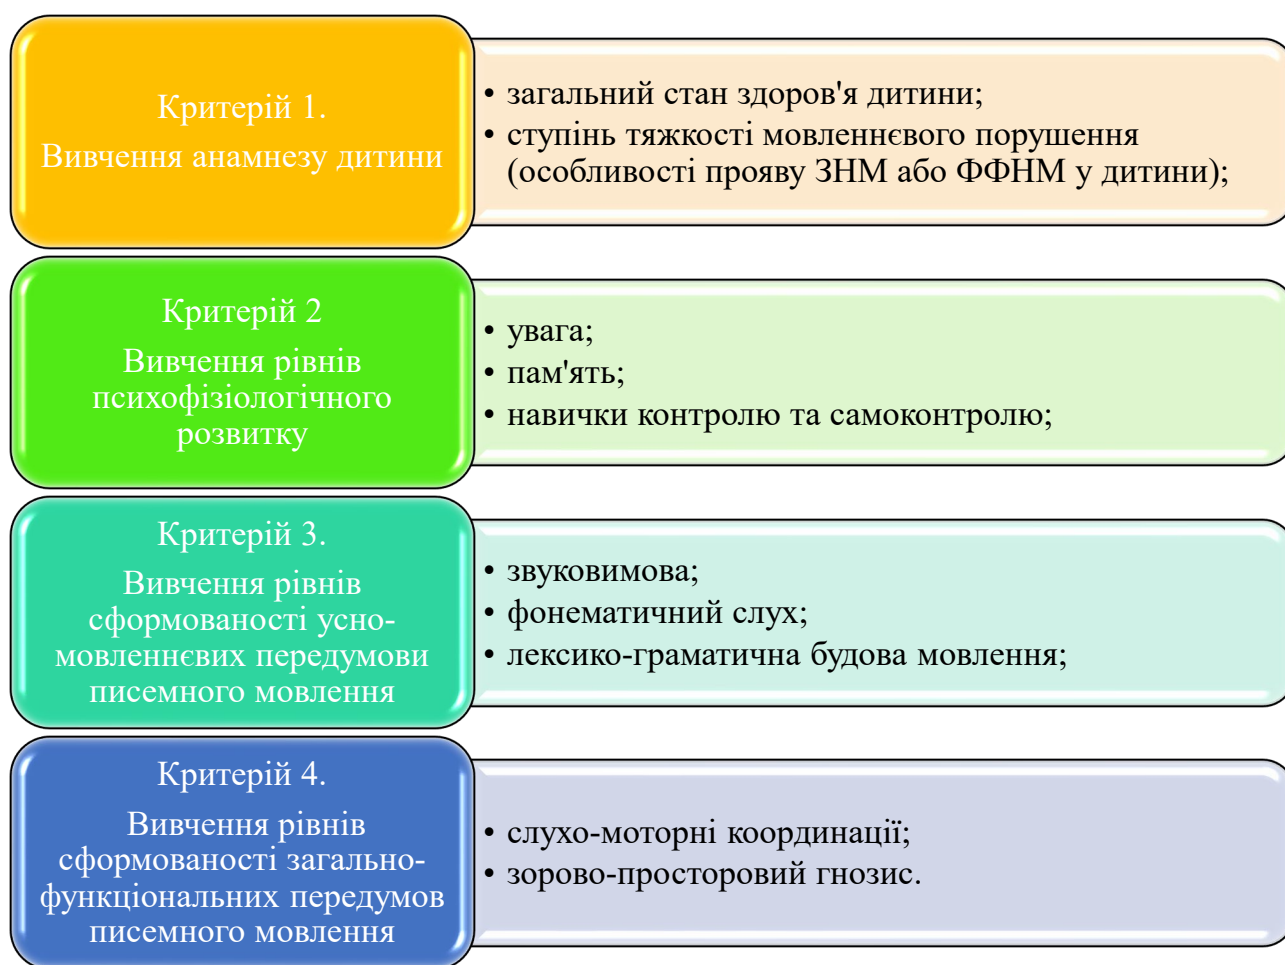 Критерій 1.
Вивчення анамнезу дитини
• загальний стан здоров'я дитини;
• ступінь тяжкості мовленнєвого порушення
(особливості прояву ЗНМ або ФФНМ у дитини);
Критерій 2
Вивчення рівнів
психофізіологічного
розвитку
• увага;
• пам'ять;
• навички контролю та самоконтролю;
Критерій 3.
Вивчення рівнів
сформованості усно-
мовленнєвих передумови
писемного мовлення
• звуковимова;
• фонематичний слух;
• лексико-граматична будова мовлення;
Критерій 4.
Вивчення рівнів
сформованості загально-
функціональних передумов
писемного мовлення
• слухо-моторні координації;
• зорово-просторовий гнозис.